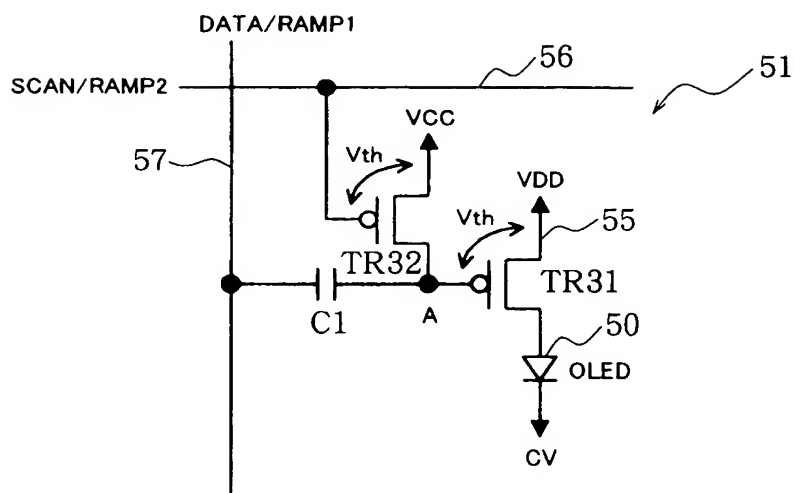 DATA/RAMP1
56
SCAN/RAMP2
51
VCC
57
Vth
VDD
Vth
55
TR32
TR31
C1
A
50
OLED
CV